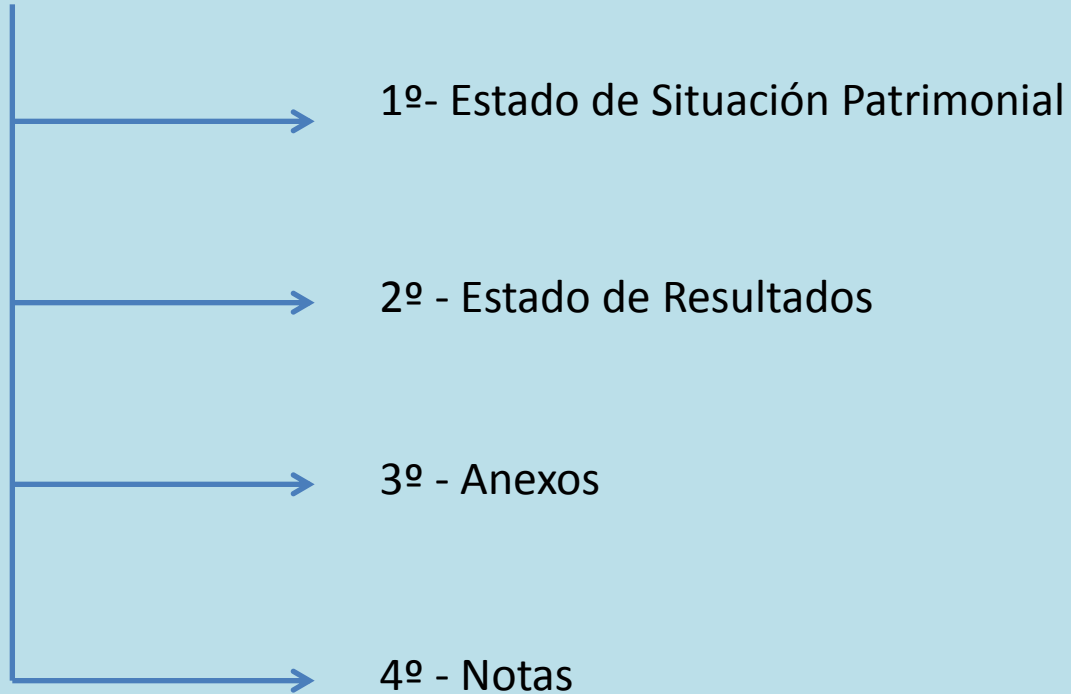 1º- Estado de Situación Patrimonial
2º - Estado de Resultados
3º - Anexos
4º - Notas